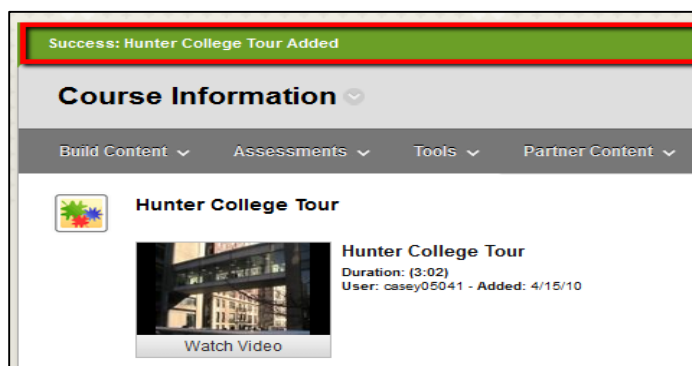 Success: Hunter College Tour Added
Course Information
Build Content Assessments Tools Partner Content
Hunter College Tour
Hunter College Tour
Duration: (3:02)
User: casey05041 - Added: 4/15/10
Watch Video